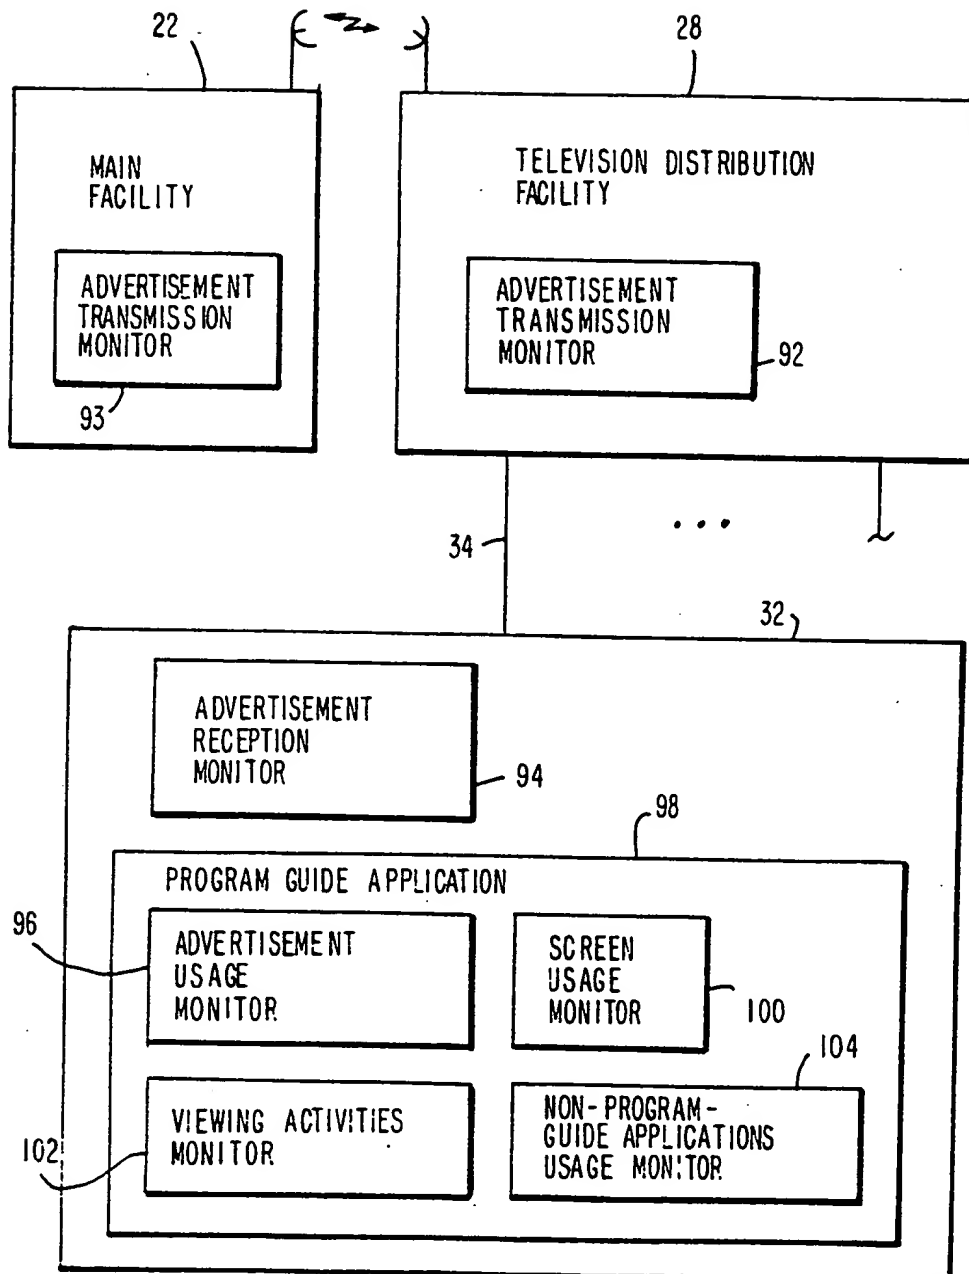 22
28
MAIN
FACILITY
TELEVISION DISTRIBUTION
FACILITY
ADVERTISEMENT
TRANSMISSION
MONITOR
93
ADVERTISEMENT
TRANSMISSION
MONITOR
92
34
...
32
ADVERTISEMENT
RECEPTION
MONITOR
94
98
PROGRAM GUIDE APPLICATION
96
ADVERTISEMENT
USAGE
MONITOR
SCREEN
USAGE
MONITOR
100
104
VIEWING ACTIVITIES
MONITOR
102
NON-PROGRAM-
GUIDE APPLICATIONS
USAGE MONITOR